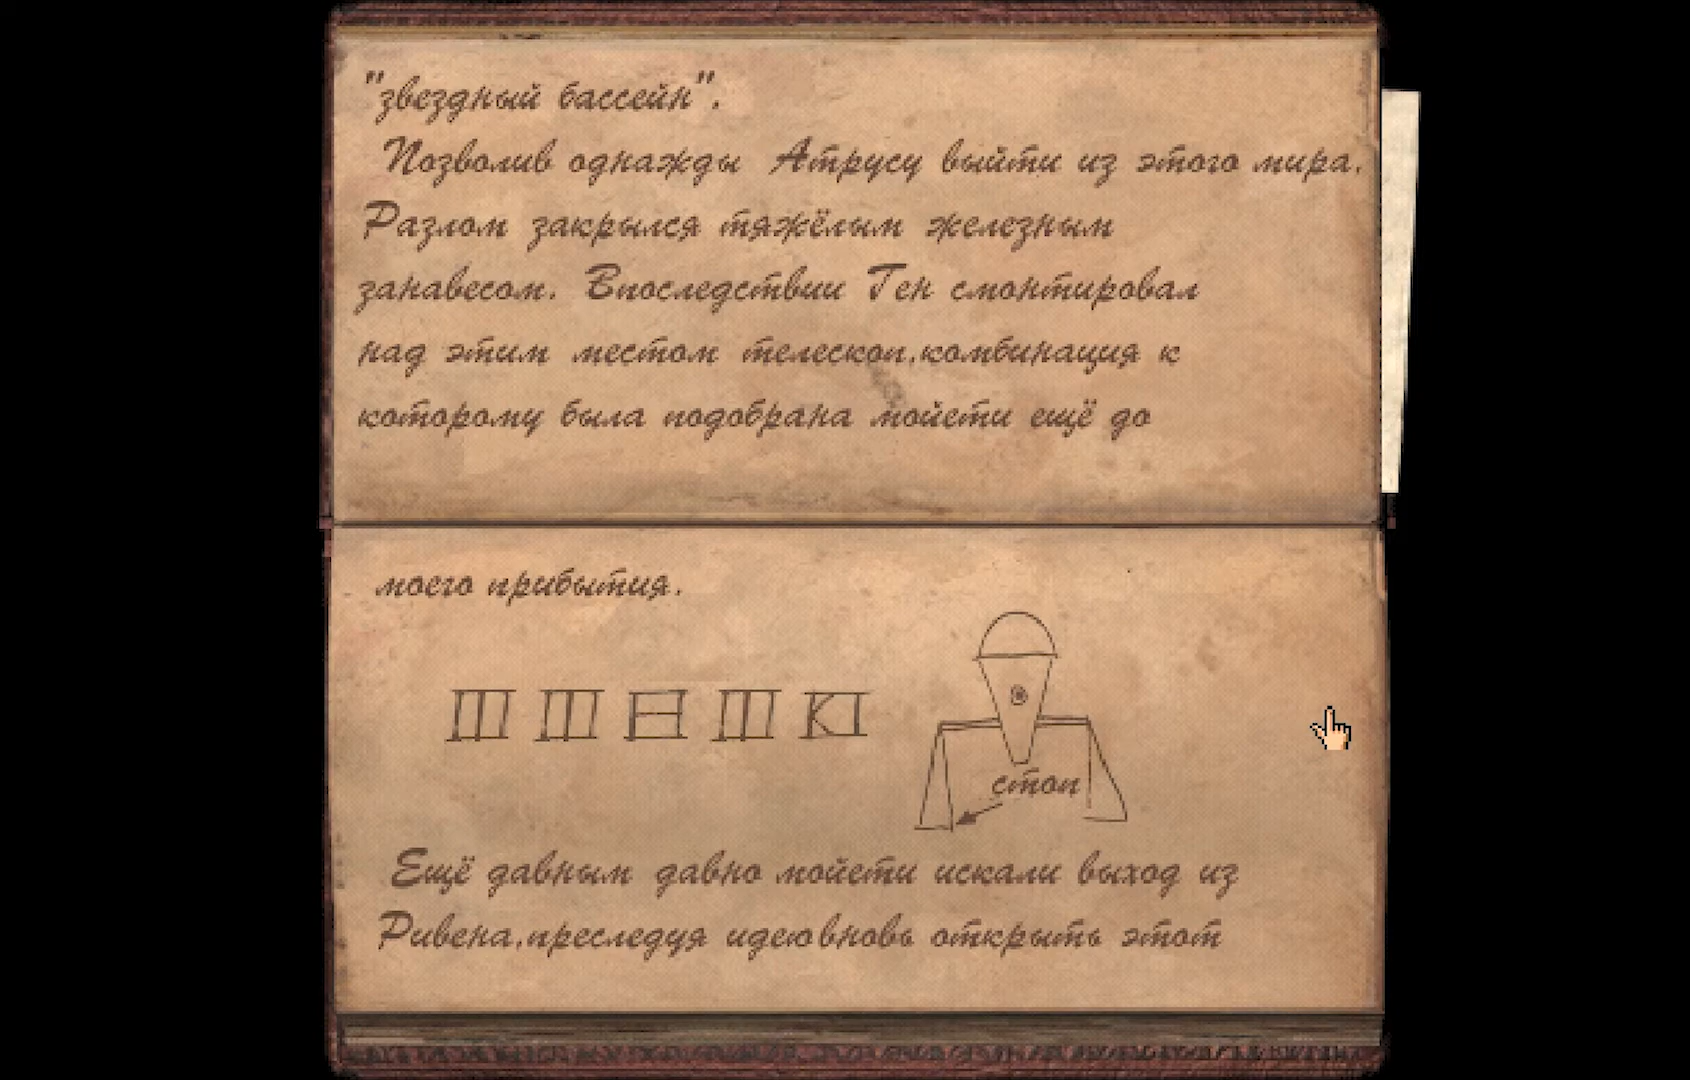 "звездный бассейн".
Позволив однажды Атрусу выйти из этого мира.
Разлом закрылся тяжёлым железным
занавесом. Впоследствии Ген смонтировал
над этим местом телескоп,комбинация к
которому была подобрана мойети ещё до
моего прибытия.
стоп
Ещё давным давно мойети искали выход из
Ривена,преследуя идеювновь открыть этот